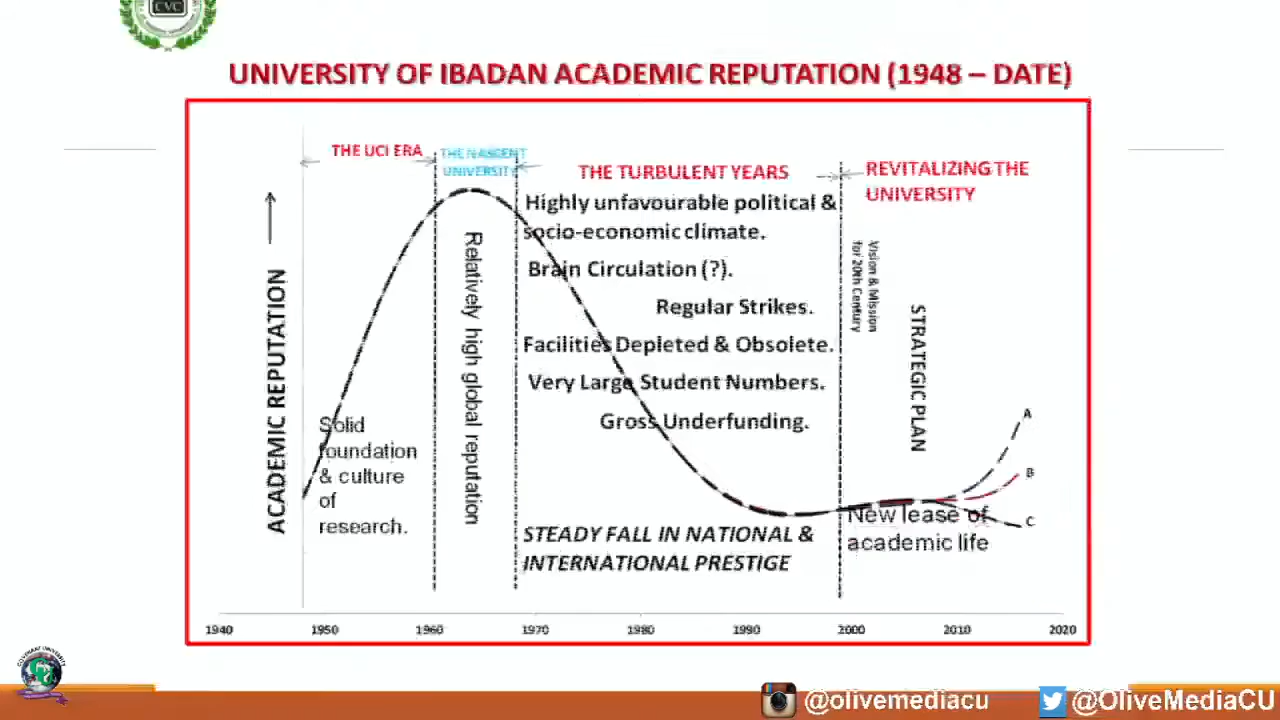 CVC
UNIVERSITY OF IBADAN ACADEMIC REPUTATION (1948 – DATE)
THE UCI ERA
THE NASCENT
UNIVERSITY
THE TURBULENT YEARS
REVITALIZING THE
UNIVERSITY
ACADEMIC REPUTATION
Solid
foundation
& culture
of
research.
Relatively high global reputation
Highly unfavourable political &
socio-economic climate.
Brain Circulation (?).
Regular Strikes.
Facilities Depleted & Obsolete.
Very Large Student Numbers.
Gross Underfunding.
STEADY FALL IN NATIONAL &
INTERNATIONAL PRESTIGE
Vision & Mission
for 20th Century
STRATEGIC PLAN
A
B
C
New lease of
academic life
1940 1950 1960 1970 1980 1990 2000 2010 2020
COVENANT UNIVERSITY
@olivemediacu @OliveMediaCU